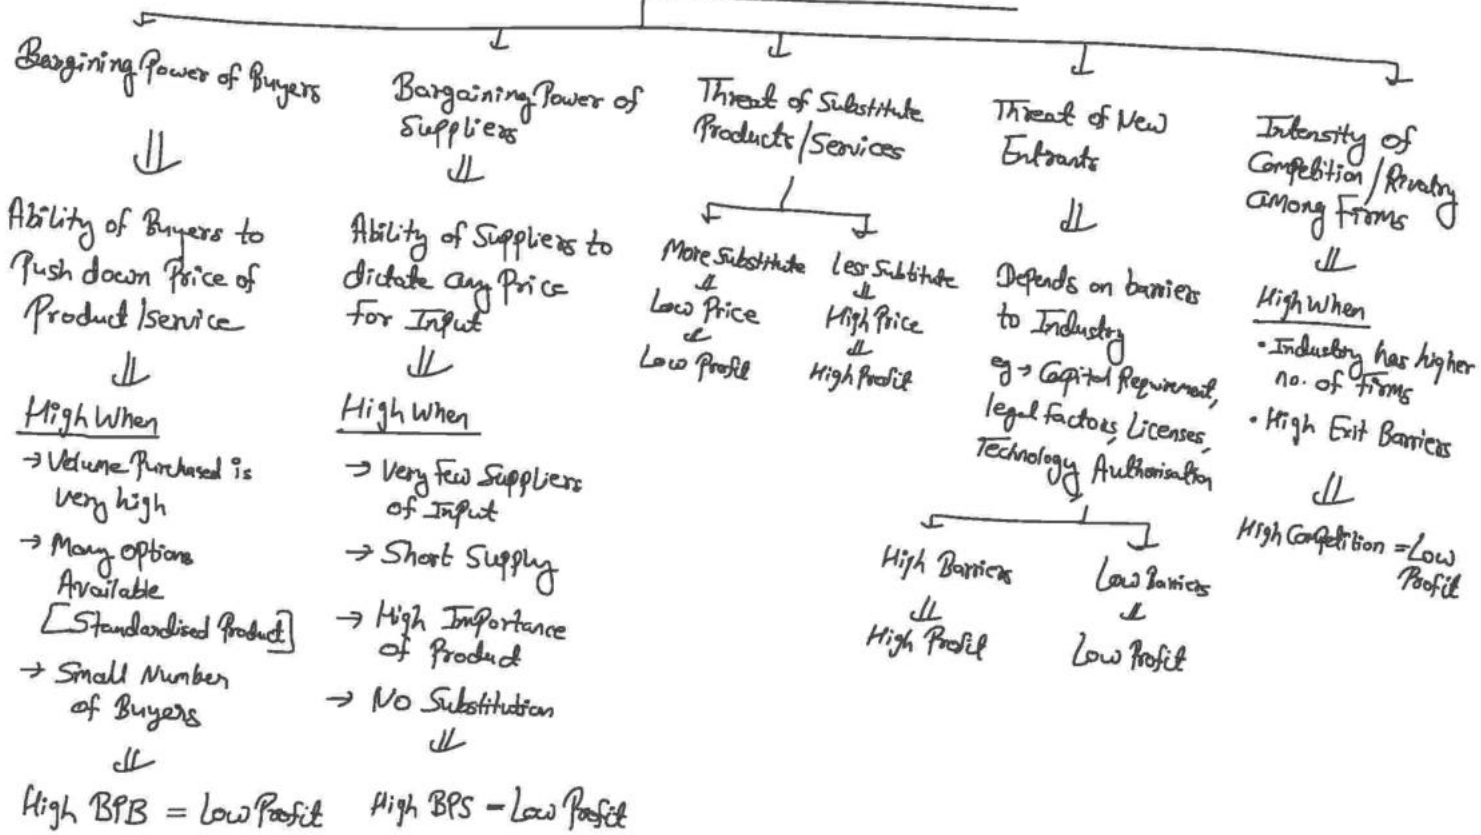 Bargining Power of Buyers
Ability of Buyers to
Push down Price of
Product/service
High When
→ Volume Purchased is
very high
→ Many options
Available
[Standardised Product]
→ Small Number
of Buyers
High BPB = Low Profit
Bargaining Power of
Suppliers
Ability of Suppliers to
dictate any Price
for Input
High When
→ Very Few Suppliers
of Input
→ Short Supply
→ High Importance
of Product
→ No Substitution
High BPS - Low Profit
Threat of Substitute
Products/Services
More Substitute
Low Price
Low Profit
Less Subtitute
High Price
High Profit
Threat of New
Entrants
Depends on barriers
to Industry
eg → Capital Requirement,
legal factors, Licenses,
Technology, Authorisation
High Barriers
High Profit
Low Barriers
Low Profit
Intensity of
Competition/Rivalry
among Firms
High When
• Industry has higher
no. of firms
• High Exit Barriers
High Competition = Low
Profit